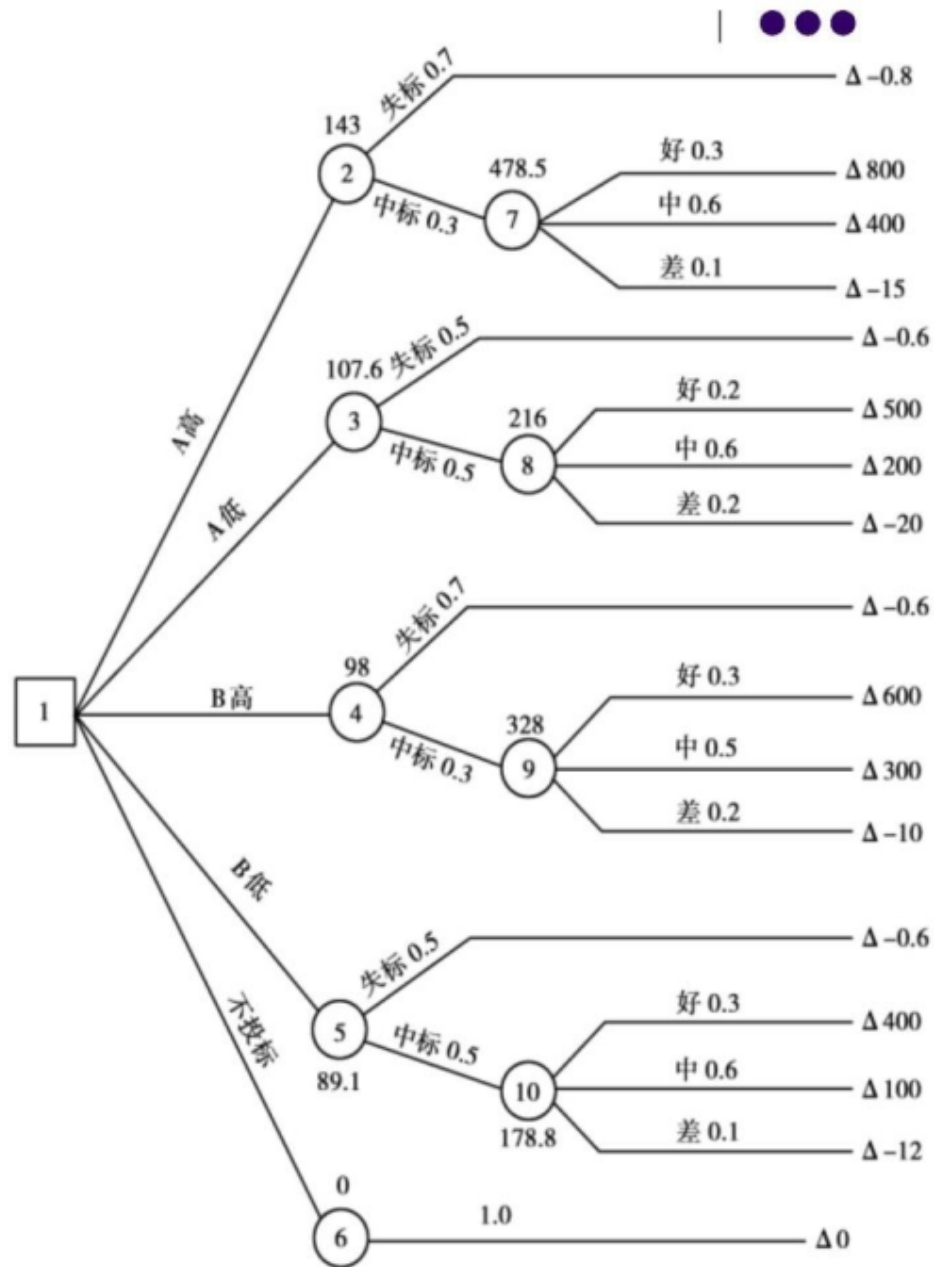 失标 0.7
Δ -0.8
143
2
中标 0.3
478.5
7
好 0.3
Δ 800
中 0.6
Δ 400
差 0.1
Δ -15
A 高
失标 0.5
Δ -0.6
107.6
3
中标 0.5
216
8
好 0.2
Δ 500
中 0.6
Δ 200
差 0.2
Δ -20
A 低
失标 0.7
Δ -0.6
1
B 高
98
4
中标 0.3
328
9
好 0.3
Δ 600
中 0.5
Δ 300
差 0.2
Δ -10
B 低
失标 0.5
Δ -0.6
5
89.1
中标 0.5
10
178.8
好 0.3
Δ 400
中 0.6
Δ 100
差 0.1
Δ -12
不投标
0
6
1.0
Δ 0